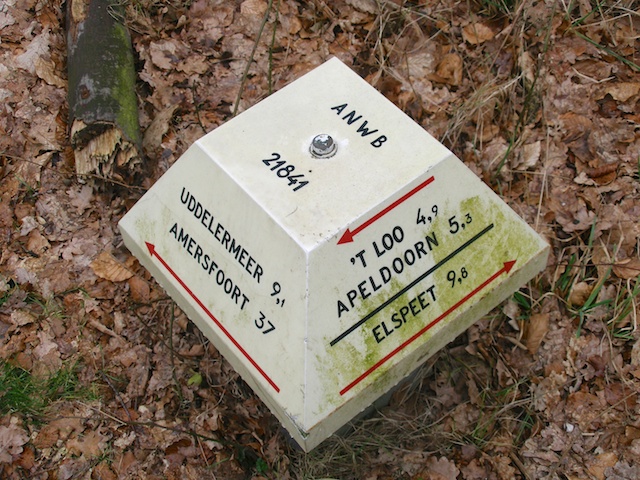 ANWB
21841
UDDELERMEER 9,1
AMERSFOORT 37
'T LOO 4,9
APELDOORN 5,3
ELSPEET 9,8